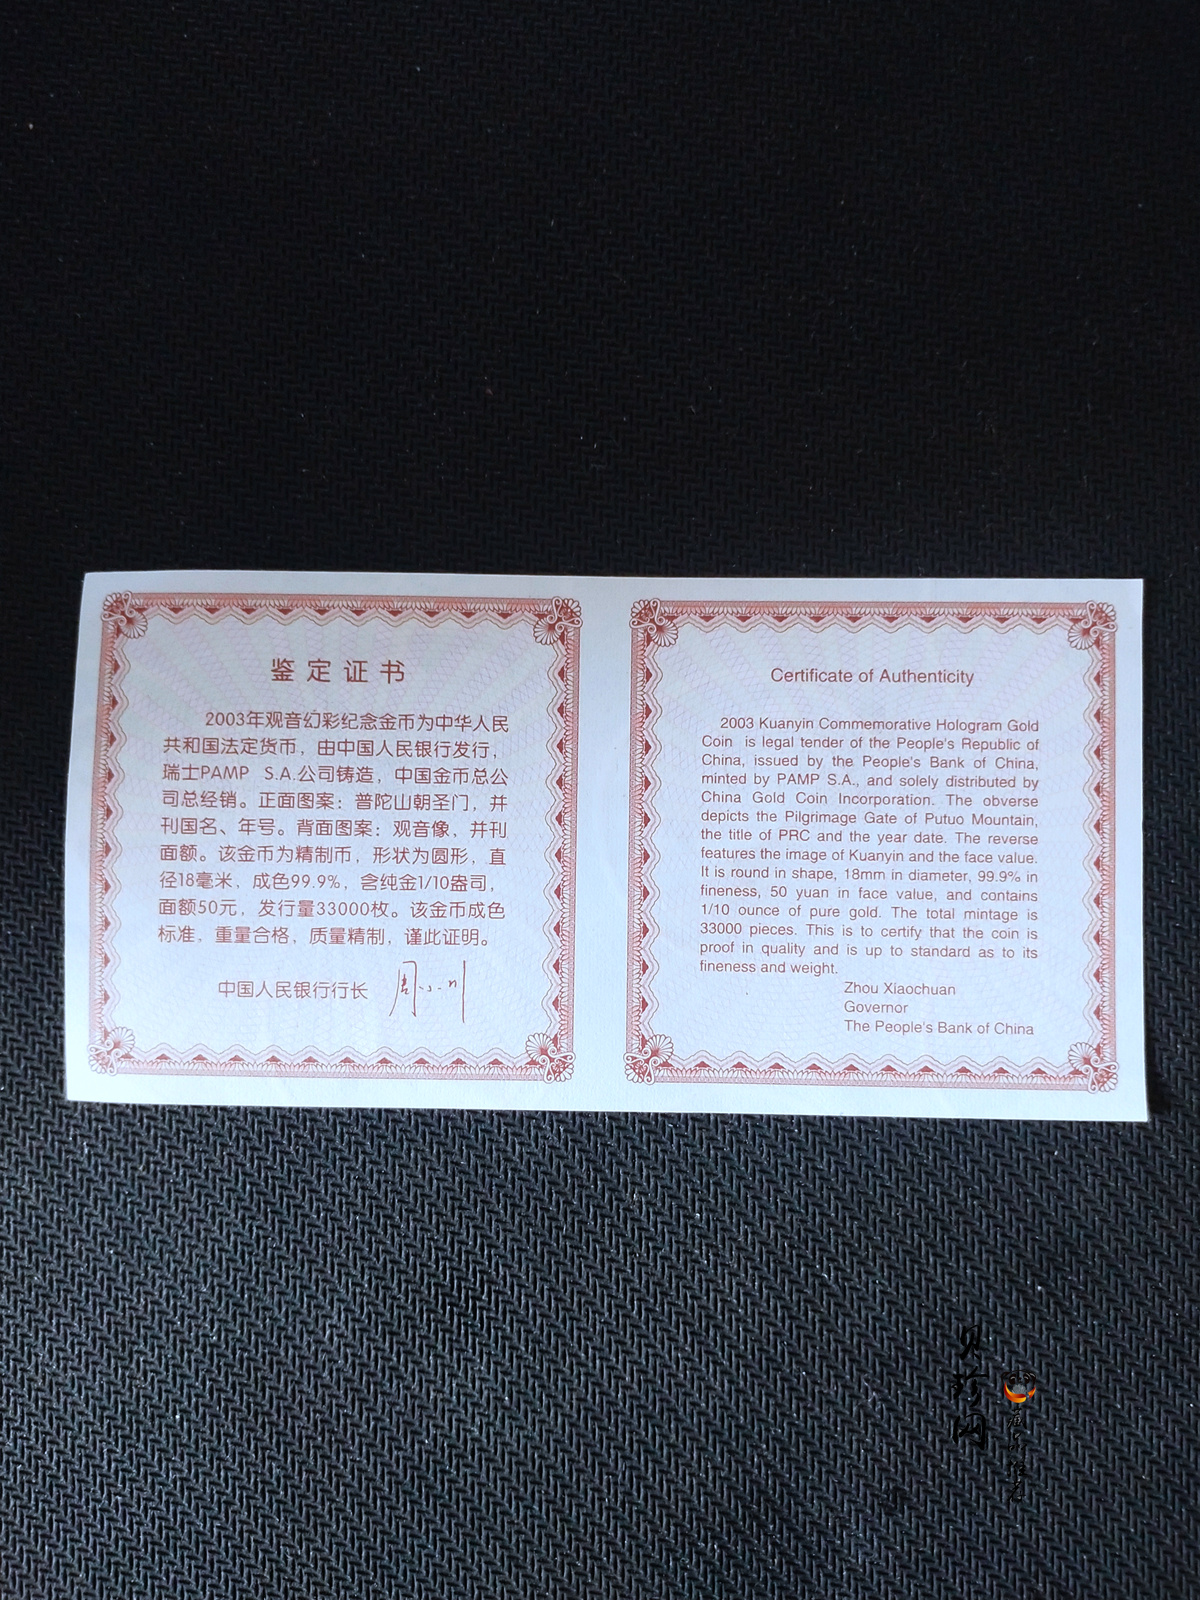 鉴定证书
2003年观音幻彩纪念金币为中华人民
共和国法定货币，由中国人民银行发行，
瑞士PAMP S.A.公司铸造，中国金币总公
司总经销。正面图案：普陀山朝圣门，并
刊国名、年号。背面图案：观音像，并刊
面额。该金币为精制币，形状为圆形，直
径18毫米，成色99.9%，含纯金1/10盎司，
面额50元，发行量33000枚。该金币成色
标准，重量合格，质量精制，谨此证明。
中国人民银行行长 周小川
Certificate of Authenticity
2003 Kuanyin Commemorative Hologram Gold
Coin is legal tender of the People's Republic of
China, issued by the People's Bank of China,
minted by PAMP S.A., and solely distributed by
China Gold Coin Incorporation. The obverse
depicts the Pilgrimage Gate of Putuo Mountain,
the title of PRC and the year date. The reverse
features the image of Kuanyin and the face value.
It is round in shape, 18mm in diameter, 99.9% in
fineness, 50 yuan in face value, and contains
1/10 ounce of pure gold. The total mintage is
33000 pieces. This is to certify that the coin is
proof in quality and is up to standard as to its
fineness and weight.
Zhou Xiaochuan
Governor
The People's Bank of China
见珍网
藏品推荐